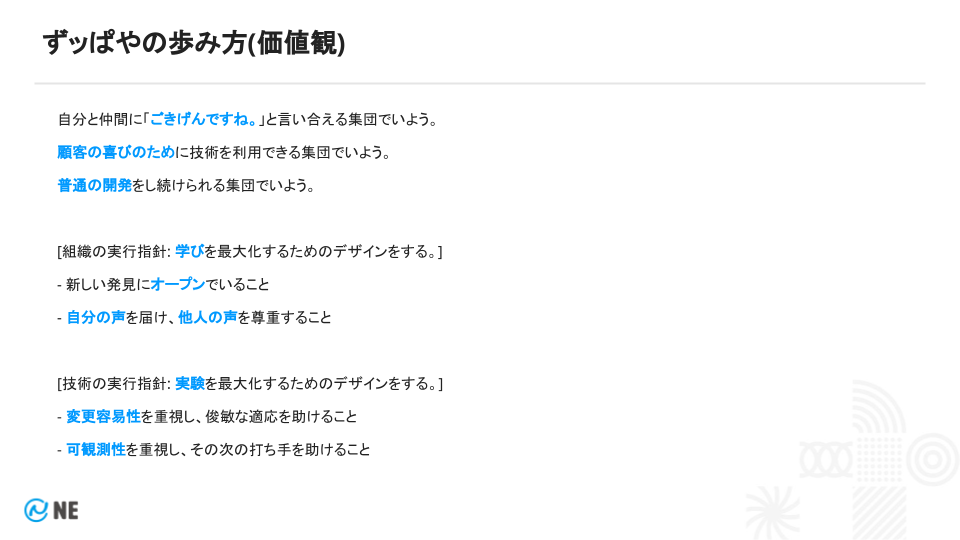 ずッぱやの歩み方(価値観)
自分と仲間に「ごきげんですね。」と言い合える集団でいよう。
顧客の喜びのために技術を利用できる集団でいよう。
普通の開発をし続けられる集団でいよう。
[組織の実行指針: 学びを最大化するためのデザインをする。]
- 新しい発見にオープンでいること
- 自分の声を届け、他人の声を尊重すること
[技術の実行指針: 実験を最大化するためのデザインをする。]
- 変更容易性を重視し、俊敏な適応を助けること
- 可観測性を重視し、その次の打ち手を助けること
NE